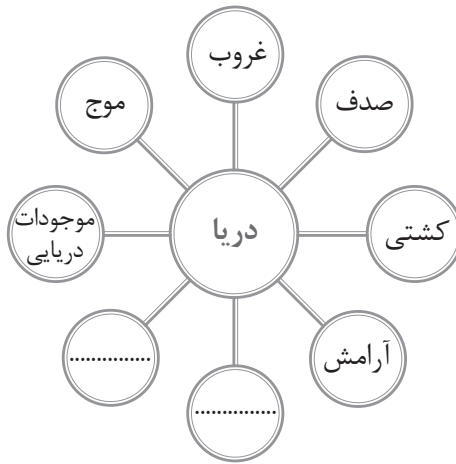 غروب
صدف
موج
دریا
کشتی
موجودات
دریایی
آرامش
...............
...............